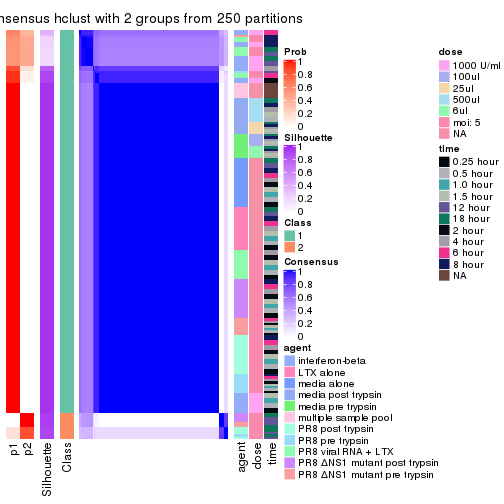 nsensus hclust with 2 groups from 250 partitions
Prob
1
0.8
0.6
0.4
0.2
0
Silhouette
1
0.8
0.6
0.4
0.2
0
Class
1
2
Consensus
1
0.8
0.6
0.4
0.2
0
agent
interferon-beta
LTX alone
media alone
media post trypsin
media pre trypsin
multiple sample pool
PR8 post trypsin
PR8 pre trypsin
PR8 viral RNA + LTX
PR8 ΔNS1 mutant post trypsin
PR8 ΔNS1 mutant pre trypsin
dose
1000 U/ml
100ul
25ul
500ul
6ul
moi: 5
NA
time
0.25 hour
0.5 hour
1.0 hour
1.5 hour
12 hour
18 hour
2 hour
4 hour
6 hour
8 hour
NA
p1
p2
Silhouette
Class
agent
dose
time